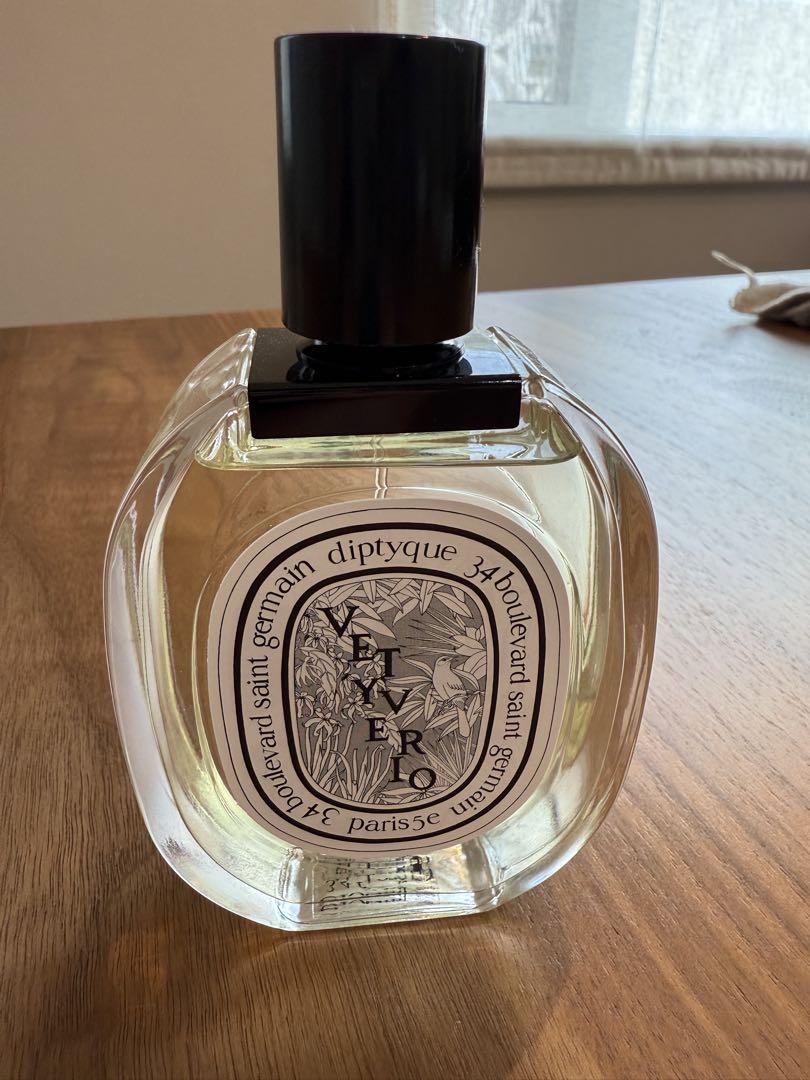 diptyque
34 boulevard saint germain
paris 5e
34 boulevard saint germain
VETYVERIO